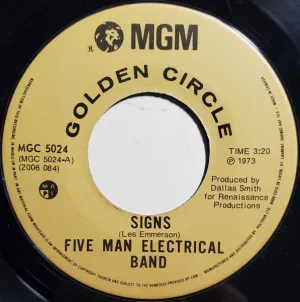 MGM
GOLDEN CIRCLE
MGC 5024
(MGC 5024-A)
(2006 084)
TIME 3:20
℗ 1973
Produced by
Dallas Smith
for Renaissance
Productions
SIGNS
(Les Emmerson)
FIVE MAN ELECTRICAL
BAND